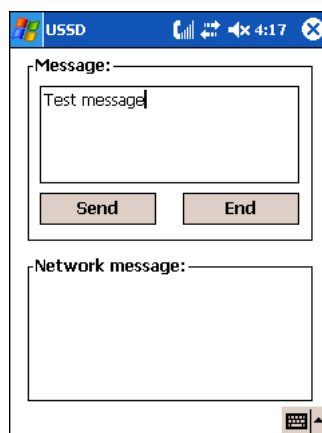 USSD 4:17
Message:
Test message
Send End
Network message: